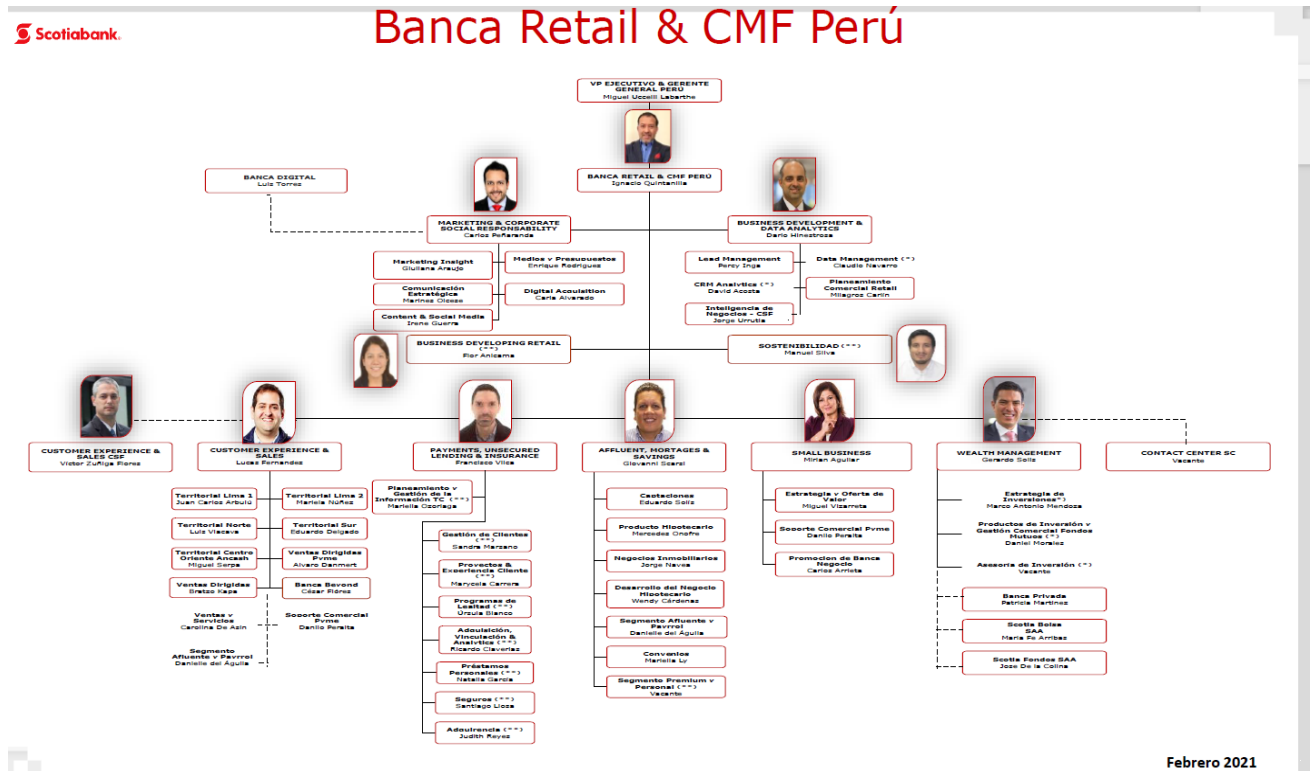 Scotiabank.
Banca Retail & CMF Perú
VP EJECUTIVO & GERENTE
GENERAL PERÚ
Miguel Uccelli Labarthe
BANCA DIGITAL
Luis Torres
BANCA RETAIL & CMF PERÚ
Ignacio Quintanilla
MARKETING & CORPORATE
SOCIAL RESPONSABILITY
Carlos Peñaranda
BUSINESS DEVELOPMENT &
DATA ANALYTICS
Dario Hinestroza
Marketing Insight
Giuliana Araujo
Medios y Presupuestos
Enrique Rodriguez
Comunicación
Estratégica
Marines Olcese
Digital Acquisition
Carla Alvarado
Content & Social Media
Irene Guerra
Lead Management
Percy Inga
Data Management (*)
Claudio Navarro
CRM Analytics (*)
David Acosta
Planeamiento
Comercial Retail
Milagros Carlin
Inteligencia de
Negocios - CSF
Jorge Urrutia
BUSINESS DEVELOPING RETAIL
(**)
Flor Anicama
SOSTENIBILIDAD (**)
Manuel Silva
CUSTOMER EXPERIENCE &
SALES CSF
Victor Zuñiga Flores
CUSTOMER EXPERIENCE &
SALES
Lucas Fernandez
PAYMENTS, UNSECURED
LENDING & INSURANCE
Francisco Vilca
AFFLUENT, MORTAGES &
SAVINGS
Giovanni Scarsi
SMALL BUSINESS
Mirian Aguilar
WEALTH MANAGEMENT
Gerardo Solis
CONTACT CENTER SC
Vacante
Territorial Lima 1
Juan Carlos Arbulú
Territorial Lima 2
Mariela Núñez
Territorial Norte
Luis Viacava
Territorial Sur
Eduardo Delgado
Territorial Centro
Oriente Ancash
Miguel Serpa
Ventas Dirigidas
Pyme
Alvaro Danmert
Ventas Dirigidas
Bratzo Kapa
Banca Beyond
César Flórez
Ventas y
Servicios
Carolina De Azin
Soporte Comercial
Pyme
Danilo Peralta
Segmento
Afluente y Payrrol
Danielle del Águila
Planeamiento y
Gestión de la
Información TC (**)
Mariella Ozoriaga
Gestión de Clientes
(**)
Sandra Marzano
Proyectos &
Experiencia Cliente
(**)
Marycela Carrera
Programas de
Lealtad (**)
Úrsula Blanco
Adquisición,
Vinculación &
Analytics (**)
Ricardo Claverias
Préstamos
Personales (**)
Natalia Garcia
Seguros (**)
Santiago Llosa
Adquirencia (**)
Judith Reyes
Captaciones
Eduardo Solís
Producto Hipotecario
Mercedes Onofre
Negocios Inmobiliarios
Jorge Navea
Desarrollo del Negocio
Hipotecario
Wendy Cárdenas
Segmento Afluente y
Payrrol
Danielle del Águila
Convenios
Marielle Ly
Segmento Premium y
Personal (**)
Vacante
Estrategia y Oferta de
Valor
Miguel Vizarreta
Soporte Comercial Pyme
Danilo Peralta
Promocion de Banca
Negocio
Carlos Arrieta
Estrategia de
Inversiones*)
Marco Antonio Mendoza
Productos de Inversión y
Gestión Comercial Fondos
Mutuos (*)
Daniel Morales
Asesoría de Inversión (*)
Vacante
Banca Privada
Patricia Martinez
Scotia Bolsa
SAA
Maria Fe Arribas
Scotia Fondos SAA
Jose De la Colina
Febrero 2021